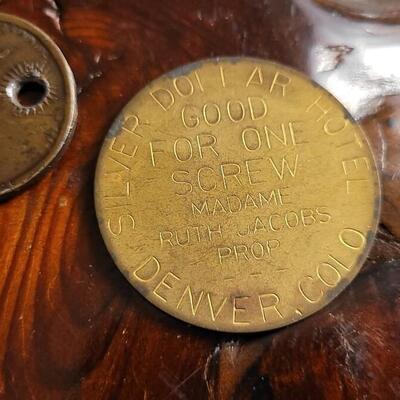 SILVER DOLLAR HOTEL
GOOD
FOR ONE
SCREW
MADAME
RUTH JACOBS
PROP
DENVER, COLO.